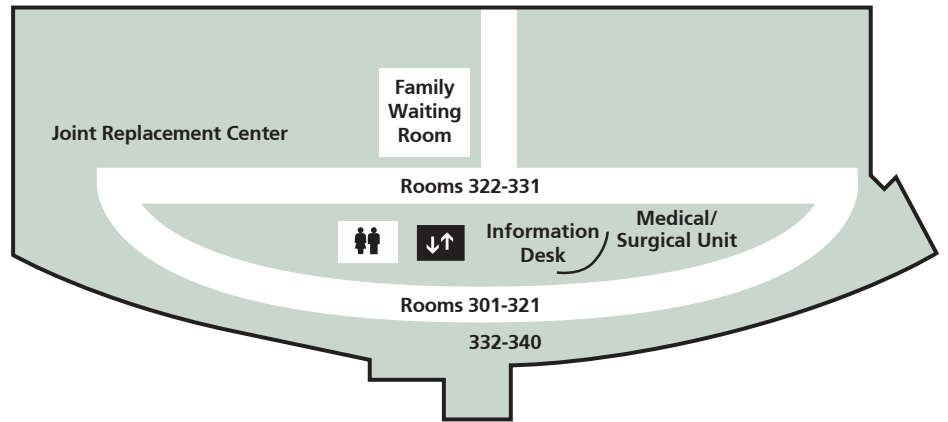 Family
Waiting
Room
Joint Replacement Center
Rooms 322-331
Information
Desk
Medical/
Surgical Unit
Rooms 301-321
332-340